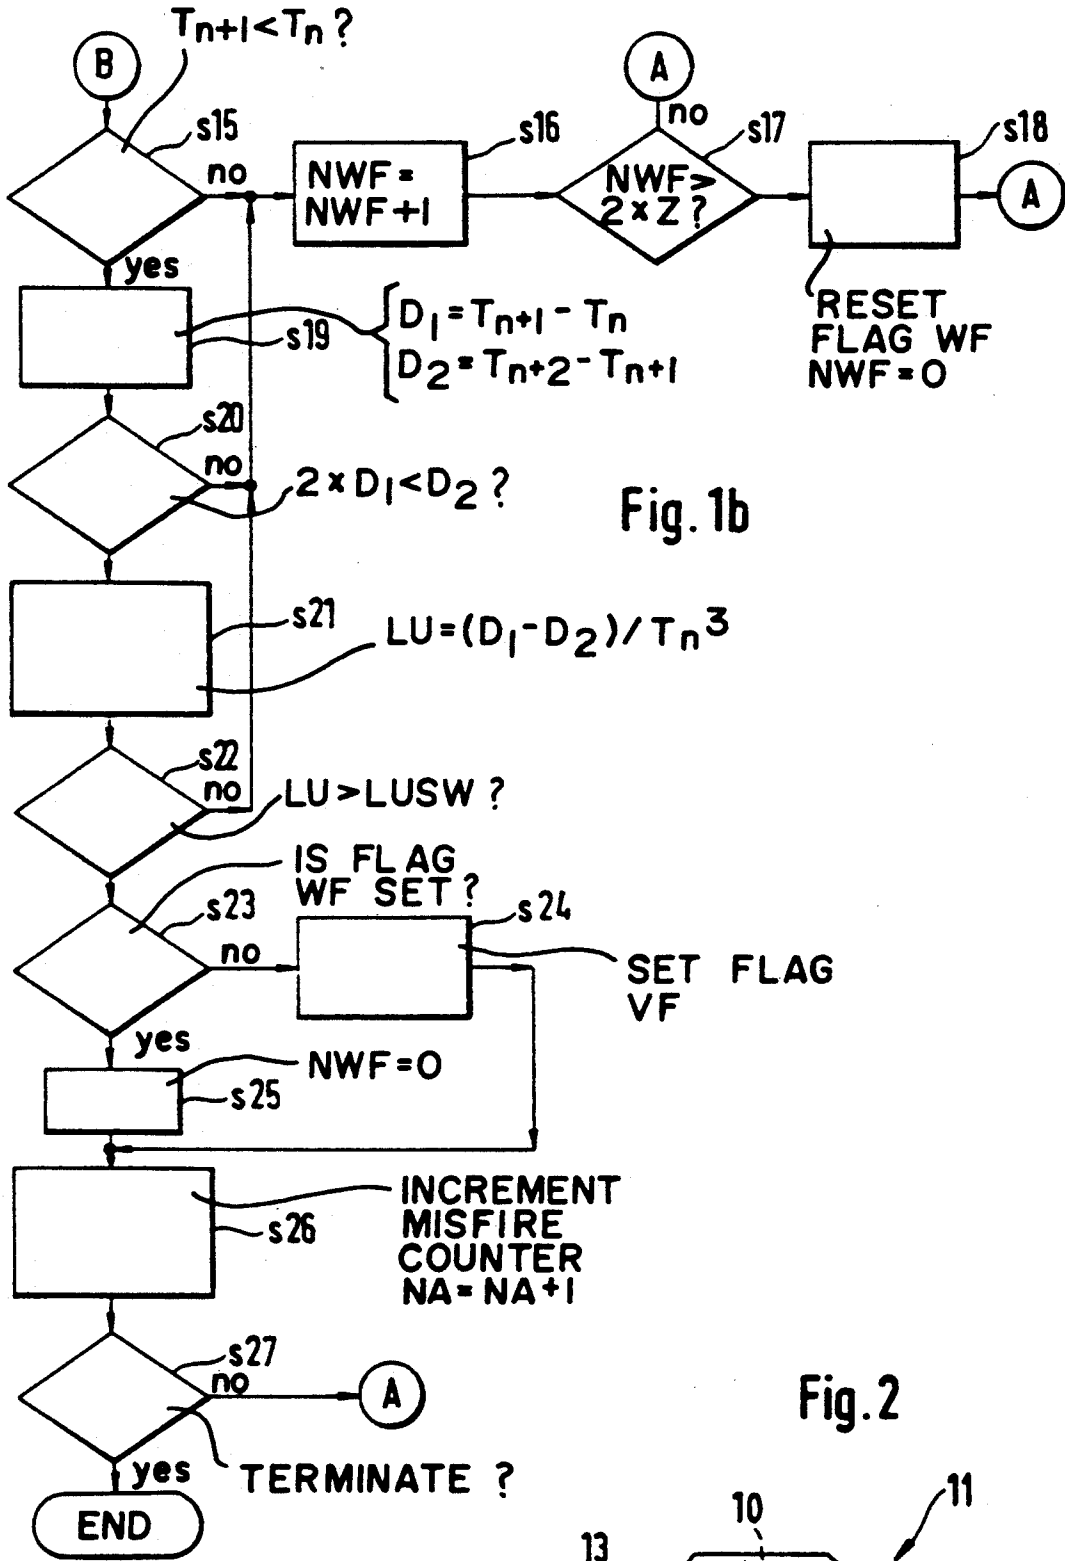 Tn+1<Tn ?
B
A
no
s15
s16
s17
s18
no
NWF=
NWF+1
NWF>
2×Z?
A
yes
RESET
FLAG WF
NWF=0
s19
D1=Tn+1-Tn
D2=Tn+2-Tn+1
s20
no
2×D1<D2 ?
Fig. 1b
s21
LU=(D1-D2)/Tn³
s22
no
LU>LUSW ?
IS FLAG
WF SET ?
s23
s24
no
SET FLAG
VF
yes
NWF=0
s25
INCREMENT
MISFIRE
COUNTER
NA=NA+1
s26
s27
no
A
Fig. 2
yes
TERMINATE ?
END
10
11
13